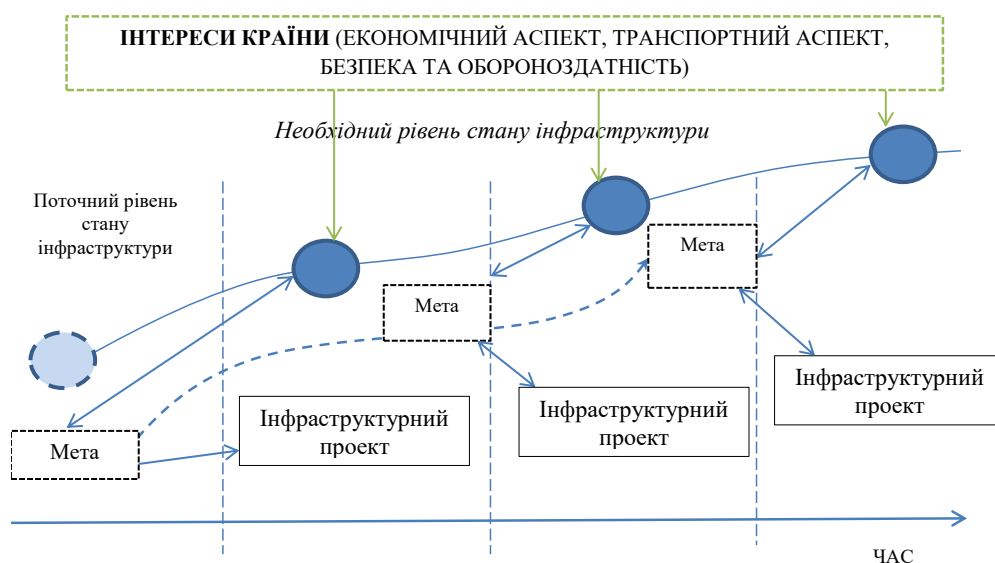 ІНТЕРЕСИ КРАЇНИ (ЕКОНОМІЧНИЙ АСПЕКТ, ТРАНСПОРТНИЙ АСПЕКТ,
БЕЗПЕКА ТА ОБОРОНОЗДАТНІСТЬ)
Необхідний рівень стану інфраструктури
Поточний рівень
стану
інфраструктури
Мета
Мета
Мета
Інфраструктурний
проект
Інфраструктурний
проект
Інфраструктурний
проект
ЧАС